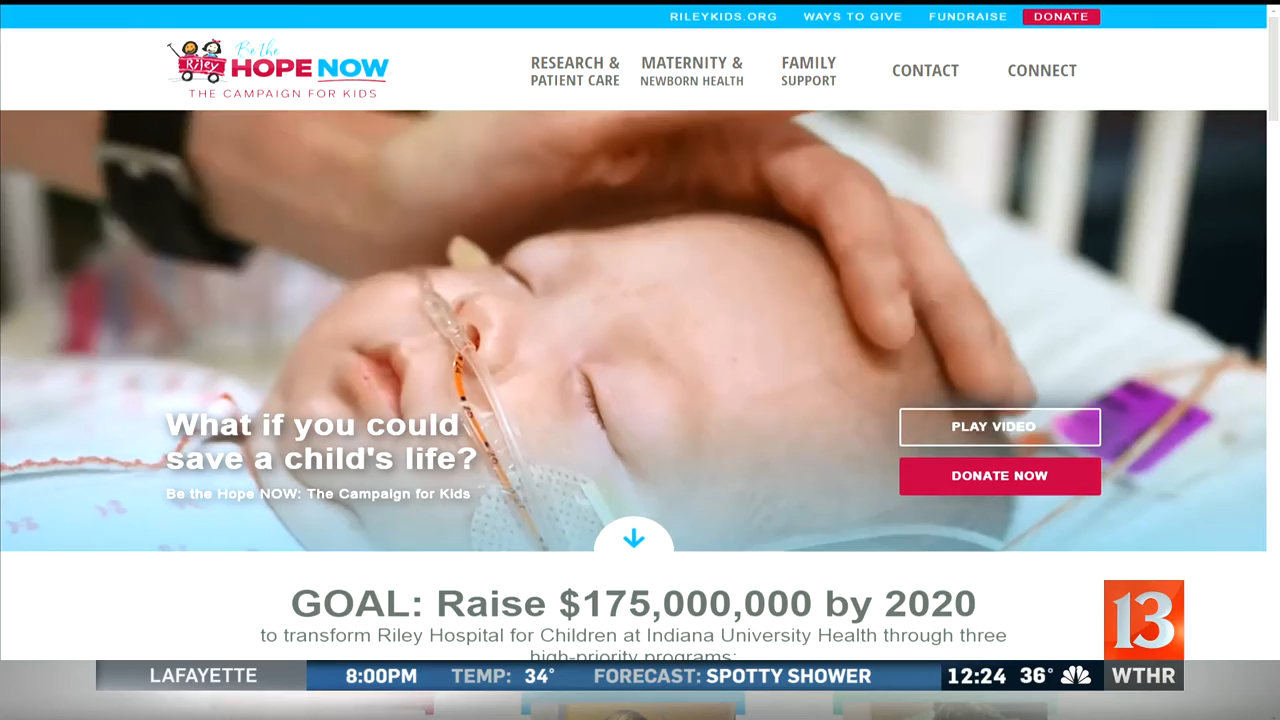 RILEYKIDS.ORG WAYS TO GIVE FUNDRAISE DONATE
Riley
Be the
HOPE NOW
THE CAMPAIGN FOR KIDS
RESEARCH &
PATIENT CARE
MATERNITY &
NEWBORN HEALTH
FAMILY
SUPPORT
CONTACT
CONNECT
What if you could
save a child's life?
Be the Hope NOW: The Campaign for Kids
PLAY VIDEO
DONATE NOW
GOAL: Raise $175,000,000 by 2020
to transform Riley Hospital for Children at Indiana University Health through three
high-priority programs:
13
LAFAYETTE 8:00PM TEMP: 34° FORECAST: SPOTTY SHOWER 12:24 36° WTHR